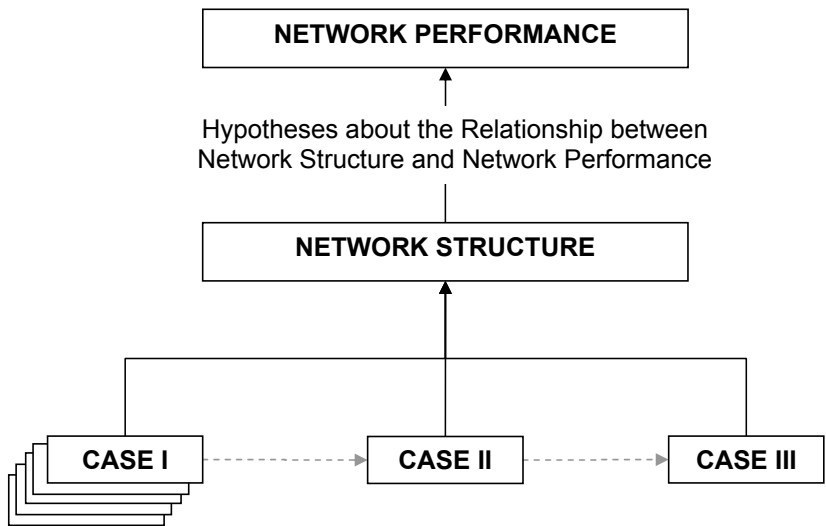 NETWORK PERFORMANCE
Hypotheses about the Relationship between
Network Structure and Network Performance
NETWORK STRUCTURE
CASE I
CASE II
CASE III